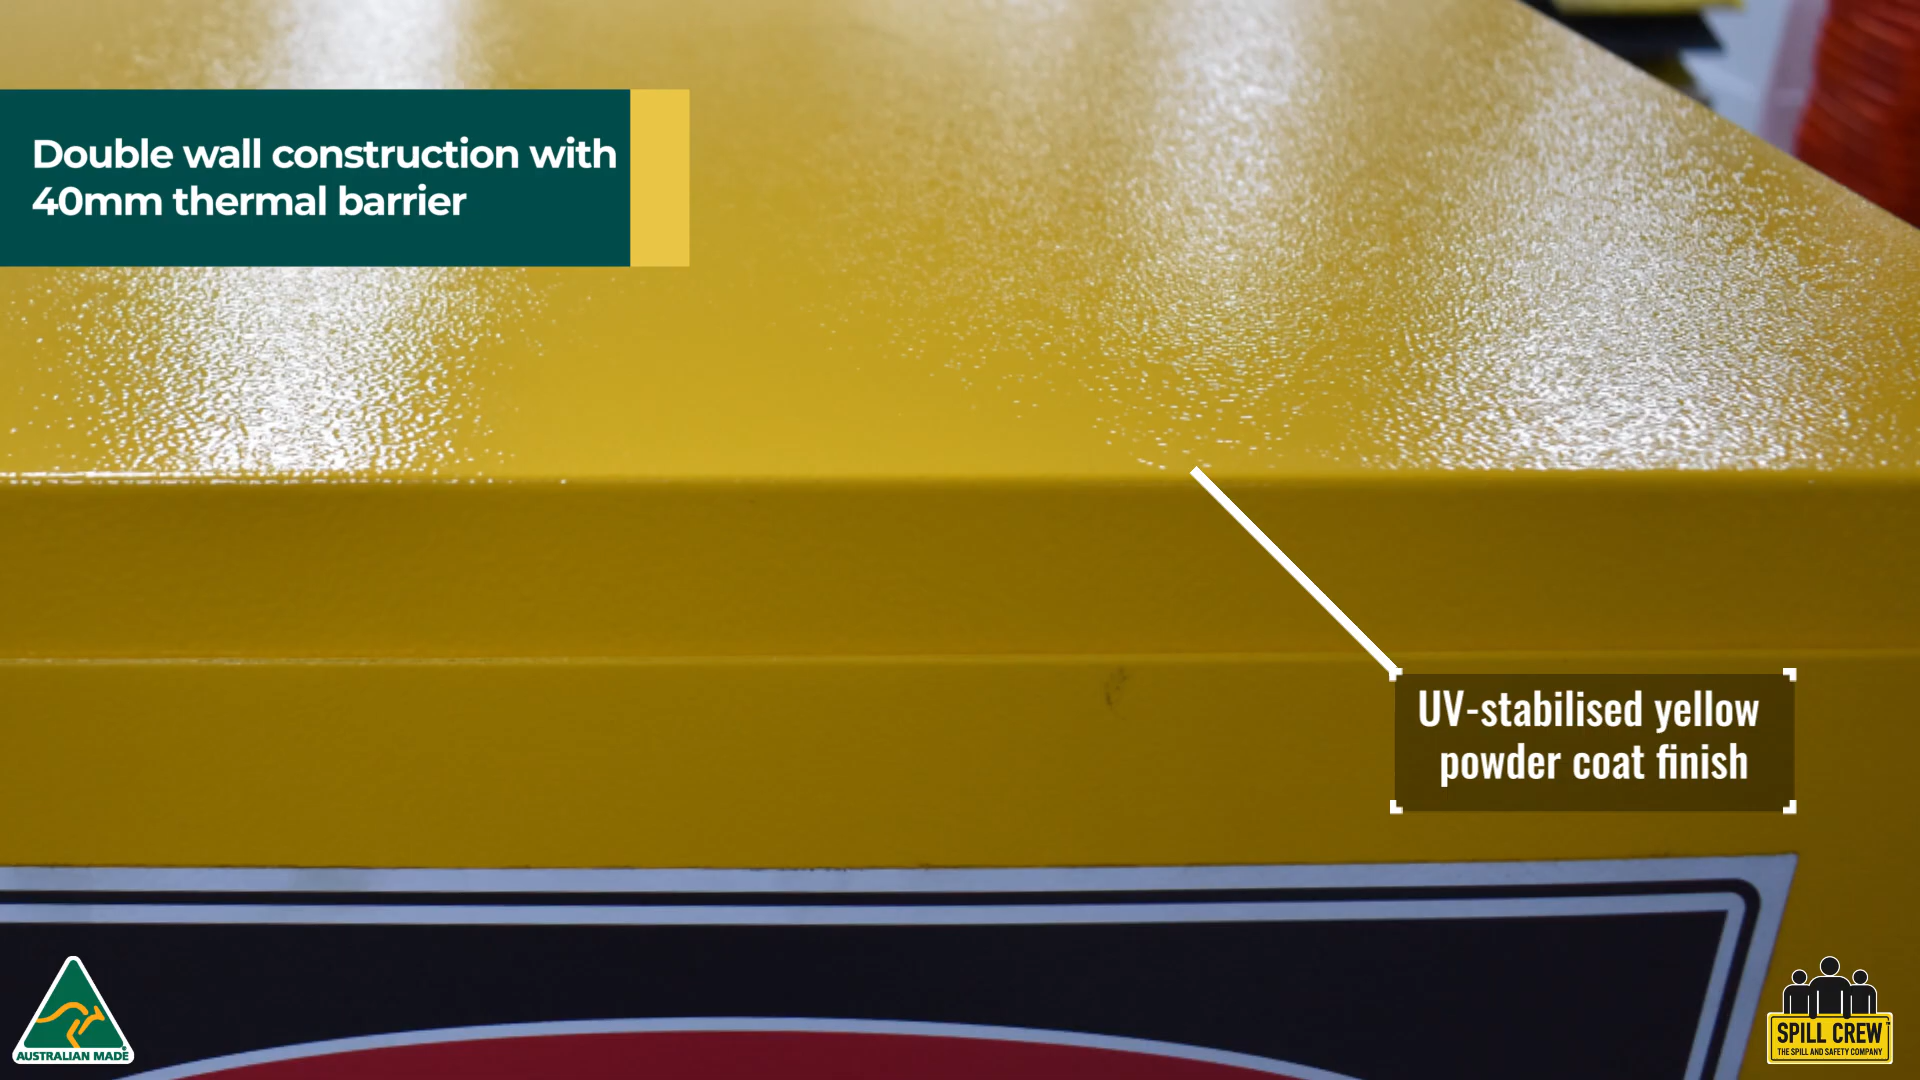 Double wall construction with
40mm thermal barrier
UV-stabilised yellow
powder coat finish
AUSTRALIAN MADE
SPILL CREW
THE SPILL AND SAFETY COMPANY